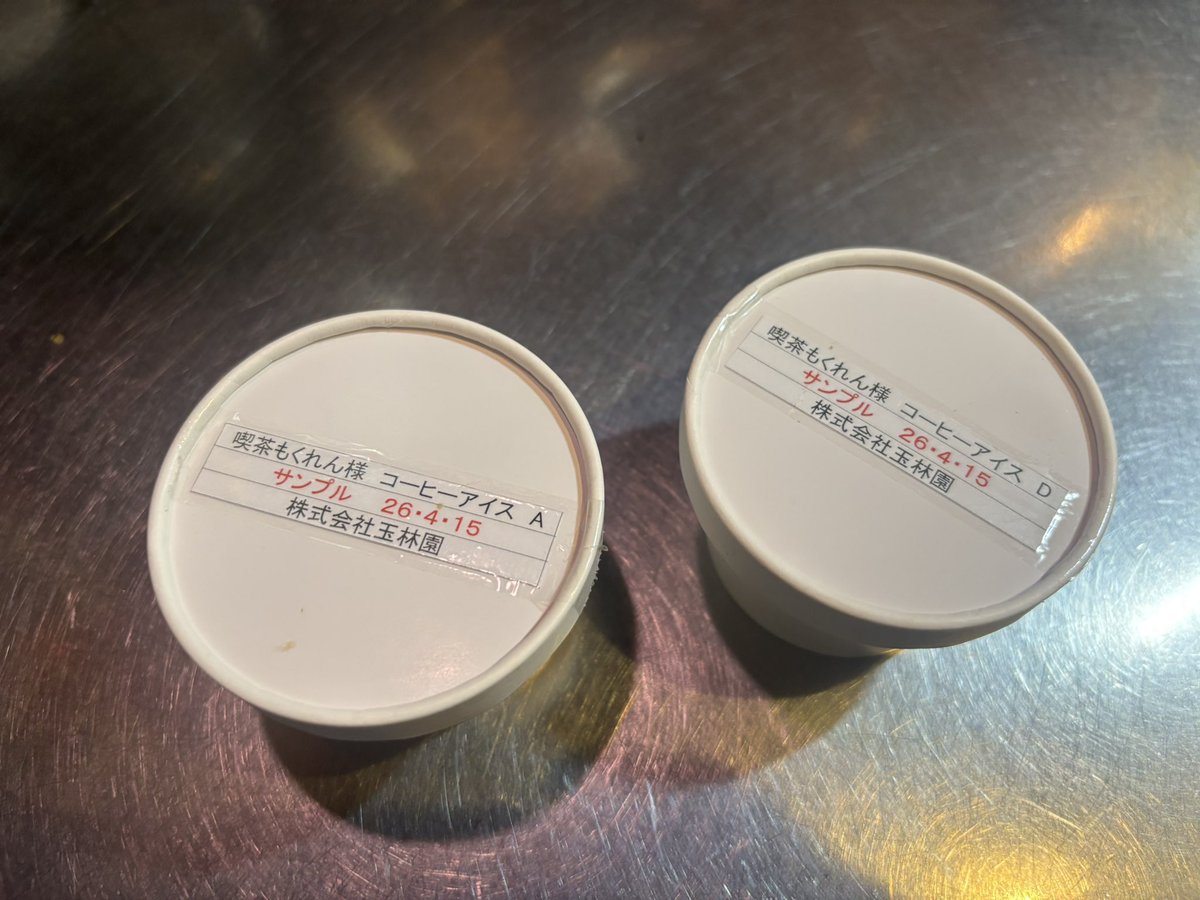 喫茶もくれん様 コーヒーアイス A
サンプル 26・4・15
株式会社玉林園
喫茶もくれん様 コーヒーアイス D
サンプル 26・4・15
株式会社玉林園